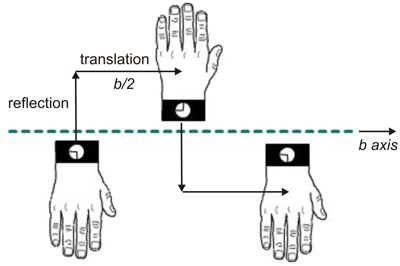 translation
b/2
reflection
b axis